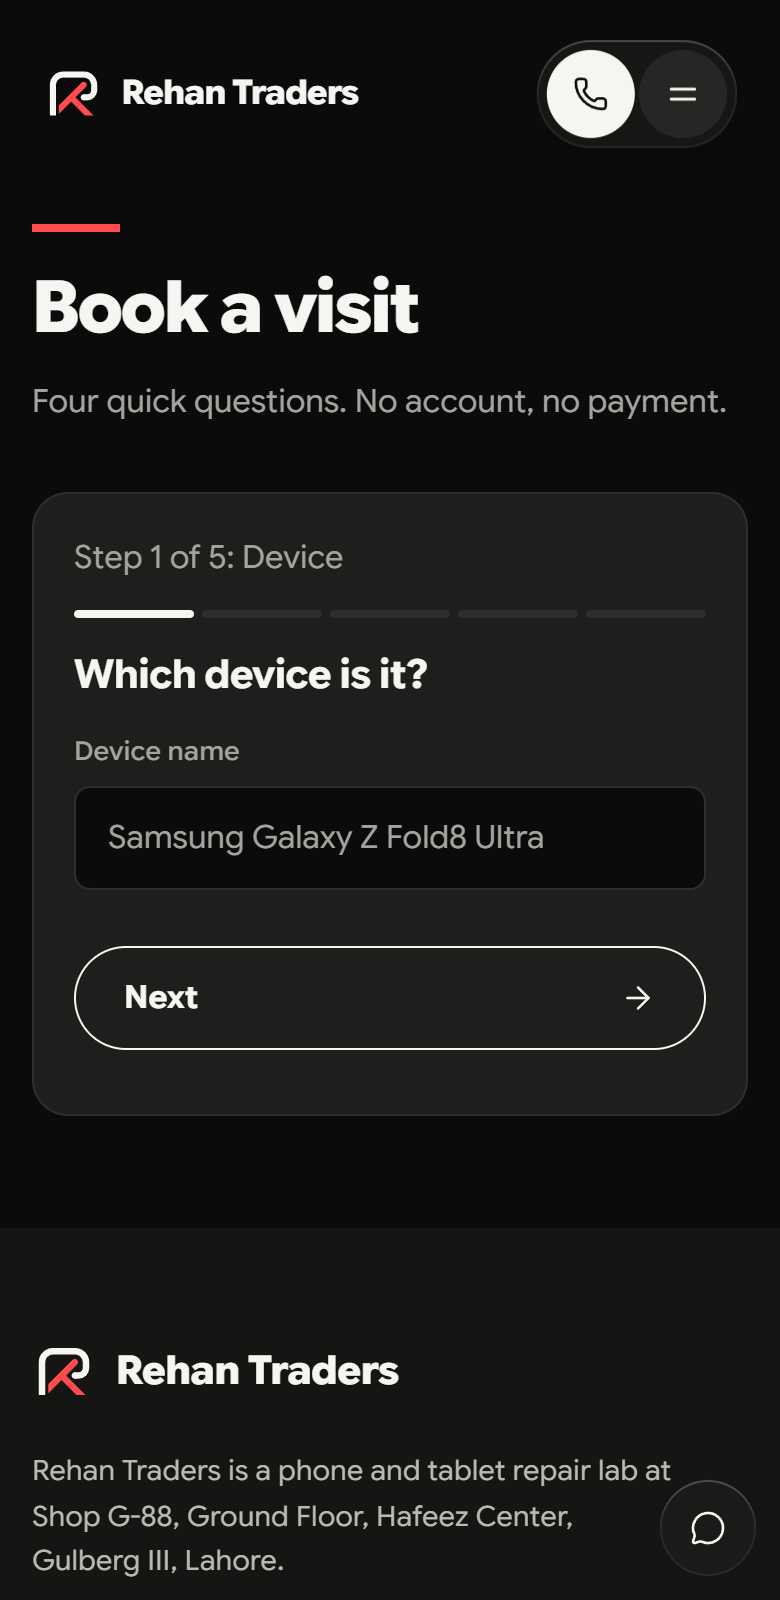 Rehan Traders
Book a visit
Four quick questions. No account, no payment.
Step 1 of 5: Device
Which device is it?
Device name
Samsung Galaxy Z Fold8 Ultra
Next
Rehan Traders
Rehan Traders is a phone and tablet repair lab at
Shop G-88, Ground Floor, Hafeez Center,
Gulberg III, Lahore.